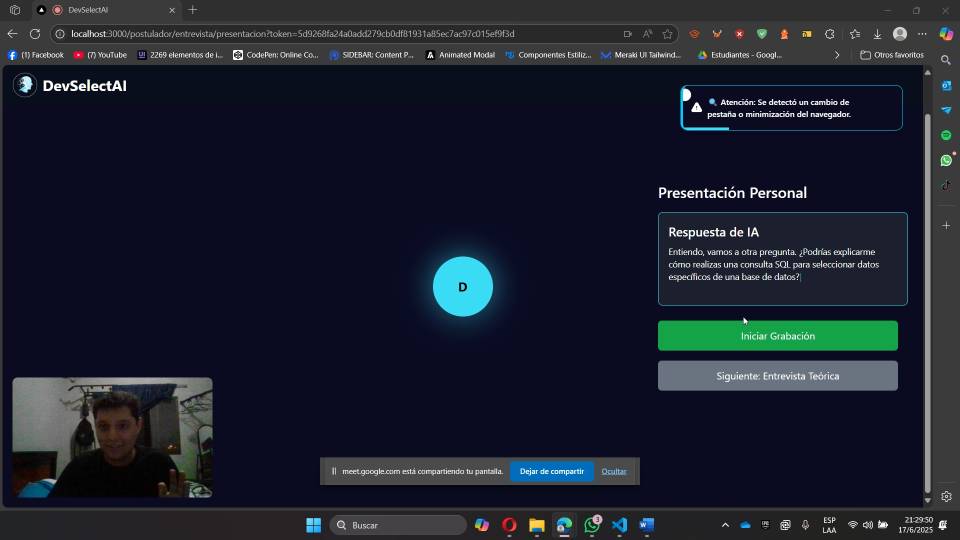 DevSelectAI
localhost:3000/postulador/entrevista/presentacion?token=5d9268fa24a0add279cb0df81931a85ec7ac97c015ef9f3d
(1) Facebook
(7) YouTube
2269 elementos de i...
CodePen: Online Co...
SIDEBAR: Content P...
Animated Modal
Componentes Estiliz...
Meraki UI Tailwind...
Estudiantes - Googl...
Otros favoritos
DevSelectAI
Atención: Se detectó un cambio de
pestaña o minimización del navegador.
Presentación Personal
Respuesta de IA
Entiendo, vamos a otra pregunta. ¿Podrías explicarme
cómo realizas una consulta SQL para seleccionar datos
específicos de una base de datos?
D
Iniciar Grabación
Siguiente: Entrevista Teórica
meet.google.com está compartiendo tu pantalla.
Dejar de compartir
Ocultar
Buscar
3
ESP
LAA
21:29:50
17/6/2025